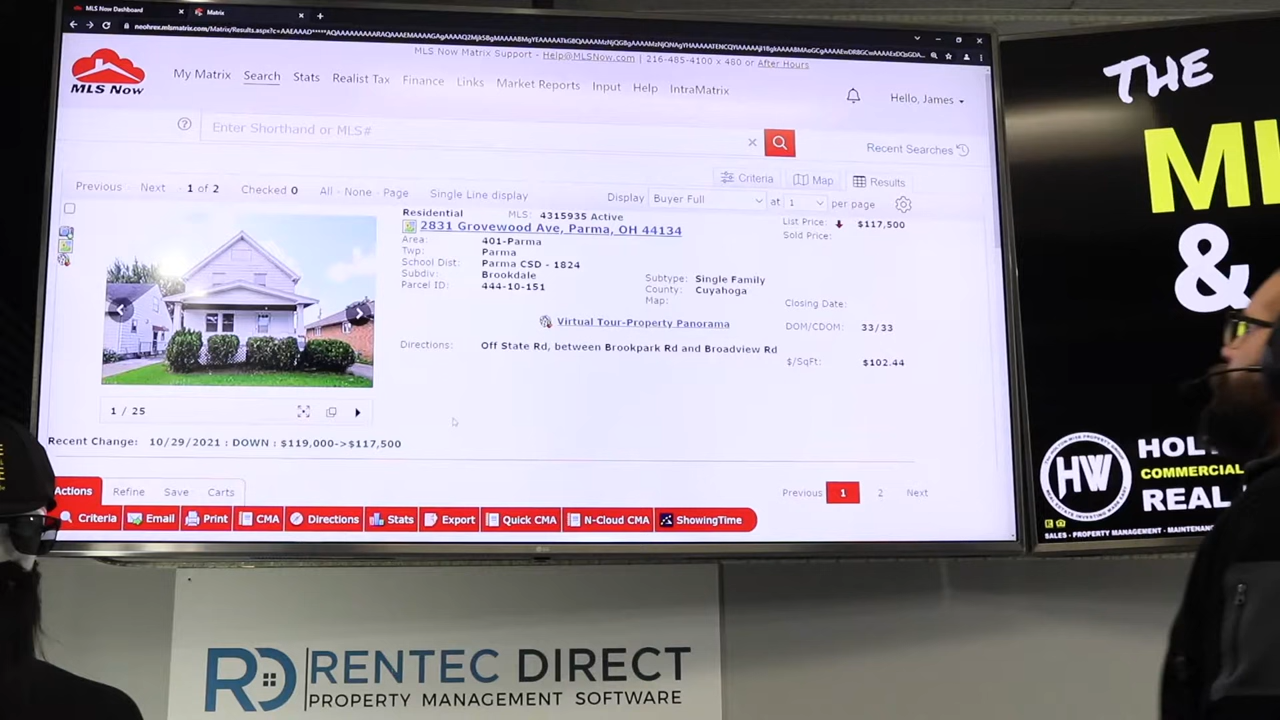 MLS Now Dashboard
Matrix
MLS Now Matrix Support - Help@MLSNow.com | 216-485-4100 x 480 or After Hours
MLS Now
My Matrix Search Stats Realist Tax Finance Links Market Reports Input Help IntraMatrix
Hello, James
Enter Shorthand or MLS#
Recent Searches
Criteria Map Results
Previous · Next · 1 of 2 Checked 0 All · None · Page Single Line display Display Buyer Full at 1 per page
Residential MLS: 4315935 Active
2831 Grovewood Ave, Parma, OH 44134
List Price: $117,500
Sold Price:
Area: 401-Parma
Twp: Parma
School Dist: Parma CSD - 1824
Subdiv: Brookdale
Parcel ID: 444-10-151
Subtype: Single Family
County: Cuyahoga
Map:
Closing Date:
Virtual Tour-Property Panorama
DOM/CDOM: 33/33
Directions: Off State Rd, between Brookpark Rd and Broadview Rd
$/SqFt: $102.44
1 / 25
Recent Change: 10/29/2021 : DOWN : $119,000->$117,500
Actions Refine Save Carts
Previous 1 2 Next
Criteria Email Print CMA Directions Stats Export Quick CMA N-Cloud CMA ShowingTime
THE
&
HW
COMMERCIAL
REAL
SALES - PROPERTY MANAGEMENT
RD RENTEC DIRECT
PROPERTY MANAGEMENT SOFTWARE